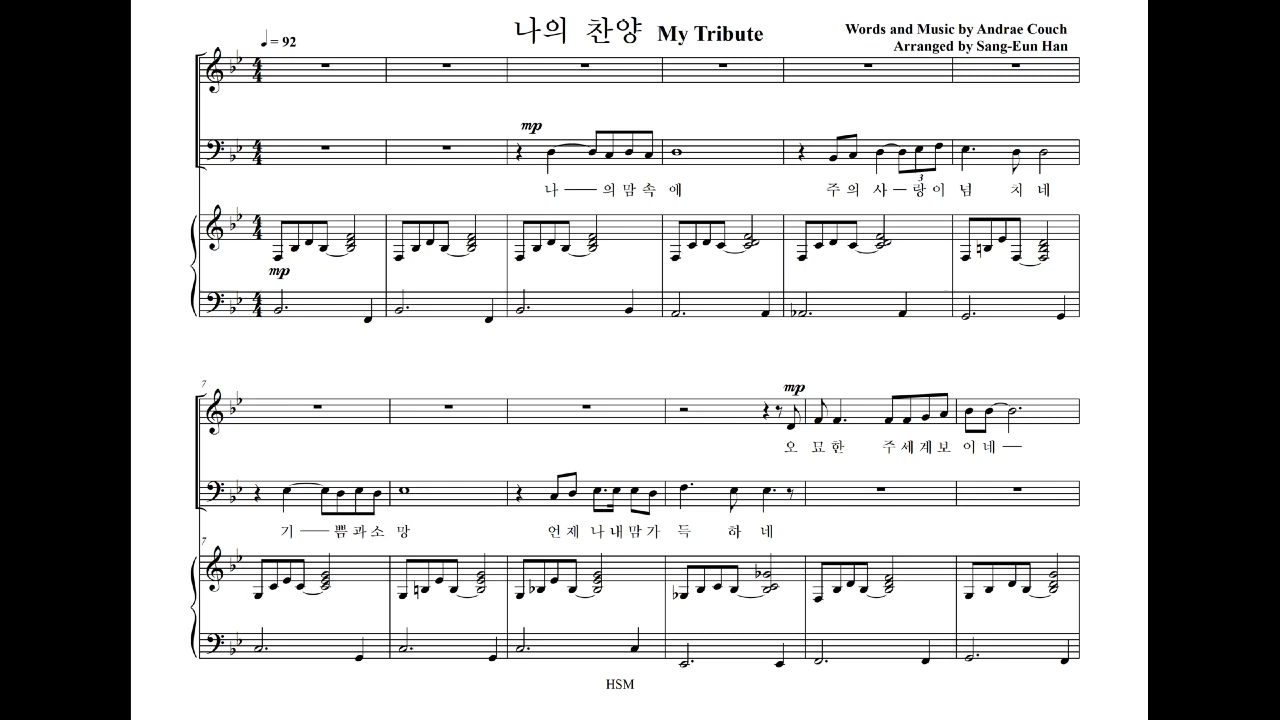 나의 찬양 My Tribute
Words and Music by Andrae Couch
Arranged by Sang-Eun Han
= 92
mp
나 의 맘 속 에 주 의 사 랑 이 넘 치 네
3
mp
7
mp
오 묘 한 주 세 계 보 이 네
기 쁨 과 소 망 언 제 나 내 맘 가 득 하 네
7
HSM